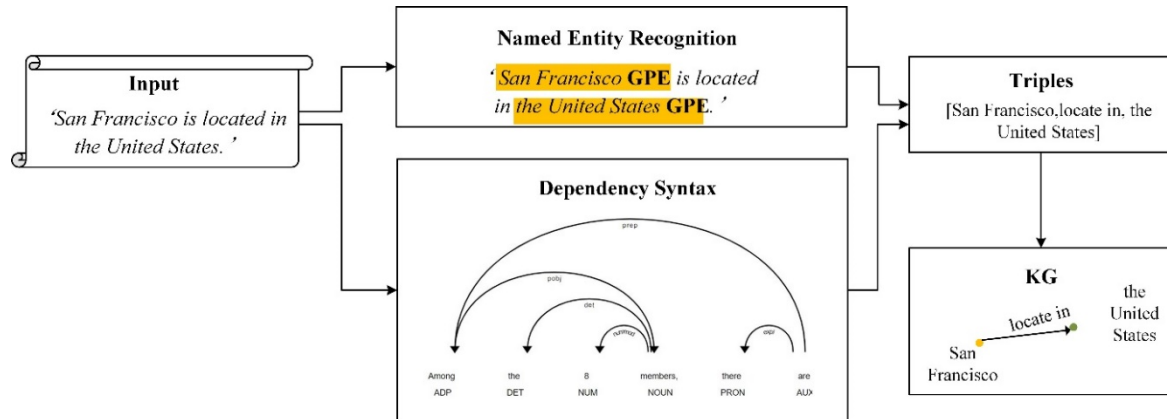 Input
‘San Francisco is located in
the United States.’
Named Entity Recognition
‘San Francisco GPE is located
in the United States GPE.’
Dependency Syntax
prep
pobj
det
nummod
expl
Among the 8 members, there are
ADP DET NUM NOUN PRON AUX
Triples
[San Francisco,locate in, the
United States]
KG
locate in
San
Francisco
the
United
States